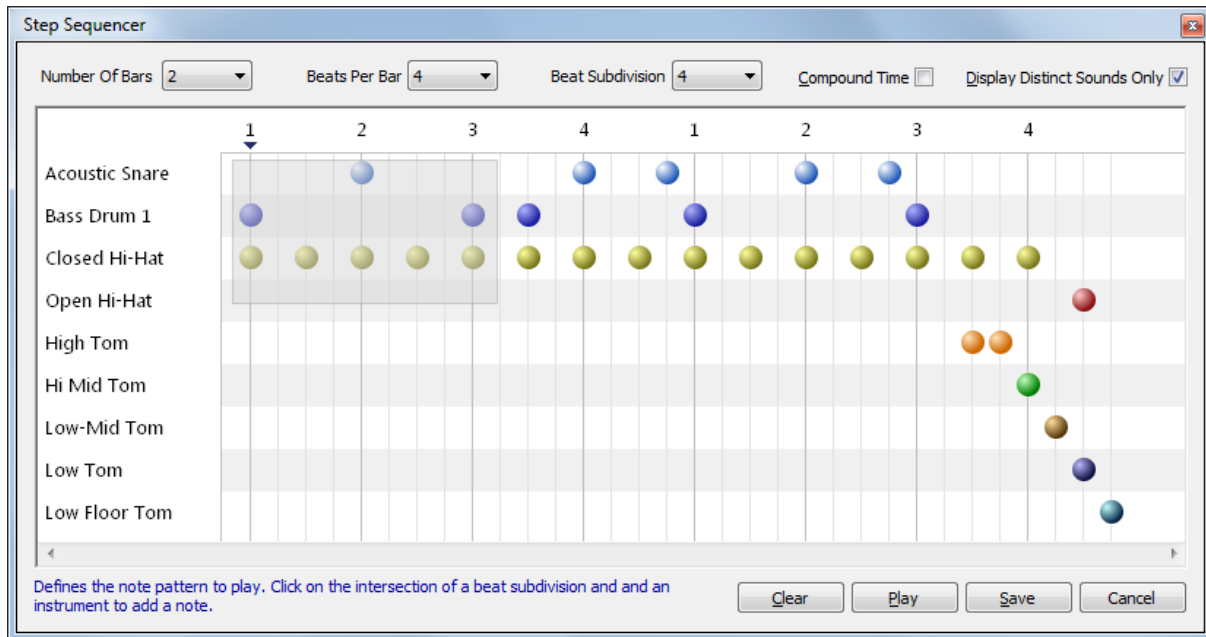 Step Sequencer
Number Of Bars 2 Beats Per Bar 4 Beat Subdivision 4 Compound Time Display Distinct Sounds Only
1 2 3 4 1 2 3 4
Acoustic Snare
Bass Drum 1
Closed Hi-Hat
Open Hi-Hat
High Tom
Hi Mid Tom
Low-Mid Tom
Low Tom
Low Floor Tom
Defines the note pattern to play. Click on the intersection of a beat subdivision and and an
instrument to add a note.
Clear Play Save Cancel